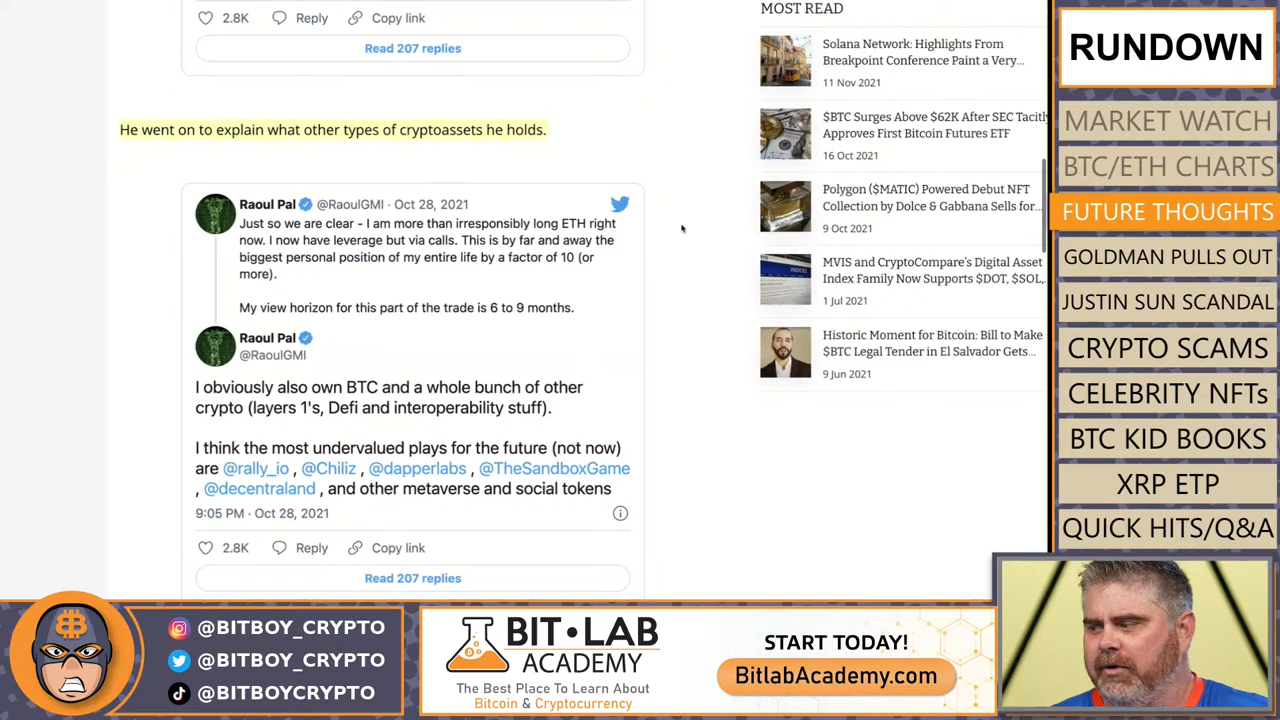 2.8K Reply Copy link
Read 207 replies
He went on to explain what other types of cryptoassets he holds.
Raoul Pal @RaoulGMI · Oct 28, 2021
Just so we are clear - I am more than irresponsibly long ETH right
now. I now have leverage but via calls. This is by far and away the
biggest personal position of my entire life by a factor of 10 (or
more).
My view horizon for this part of the trade is 6 to 9 months.
Raoul Pal
@RaoulGMI
I obviously also own BTC and a whole bunch of other
crypto (layers 1's, Defi and interoperability stuff).
I think the most undervalued plays for the future (not now)
are @rally_io , @Chiliz , @dapperlabs , @TheSandboxGame
, @decentraland , and other metaverse and social tokens
9:05 PM · Oct 28, 2021
2.8K Reply Copy link
Read 207 replies
MOST READ
Solana Network: Highlights From
Breakpoint Conference Paint a Very...
11 Nov 2021
$BTC Surges Above $62K After SEC Tacitly
Approves First Bitcoin Futures ETF
16 Oct 2021
Polygon ($MATIC) Powered Debut NFT
Collection by Dolce & Gabbana Sells for...
9 Oct 2021
MVIS and CryptoCompare's Digital Asset
Index Family Now Supports $DOT, $SOL,...
1 Jul 2021
Historic Moment for Bitcoin: Bill to Make
$BTC Legal Tender in El Salvador Gets...
9 Jun 2021
RUNDOWN
MARKET WATCH
BTC/ETH CHARTS
FUTURE THOUGHTS
GOLDMAN PULLS OUT
JUSTIN SUN SCANDAL
CRYPTO SCAMS
CELEBRITY NFTs
BTC KID BOOKS
XRP ETP
QUICK HITS/Q&A
@BITBOY_CRYPTO
@BITBOY_CRYPTO
@BITBOYCRYPTO
BIT•LAB
ACADEMY
The Best Place To Learn About
Bitcoin & Cryptocurrency
START TODAY!
BitlabAcademy.com